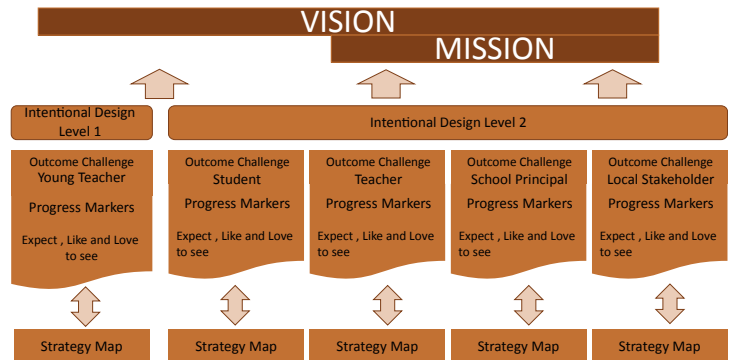 VISION
MISSION
Intentional Design
Level 1
Intentional Design Level 2
Outcome Challenge
Young Teacher
Progress Markers
Expect , Like and Love
to see
Outcome Challenge
Student
Progress Markers
Expect , Like and Love
to see
Outcome Challenge
Teacher
Progress Markers
Expect , Like and Love
to see
Outcome Challenge
School Principal
Progress Markers
Expect , Like and Love
to see
Outcome Challenge
Local Stakeholder
Progress Markers
Expect , Like and Love
to see
Strategy Map
Strategy Map
Strategy Map
Strategy Map
Strategy Map